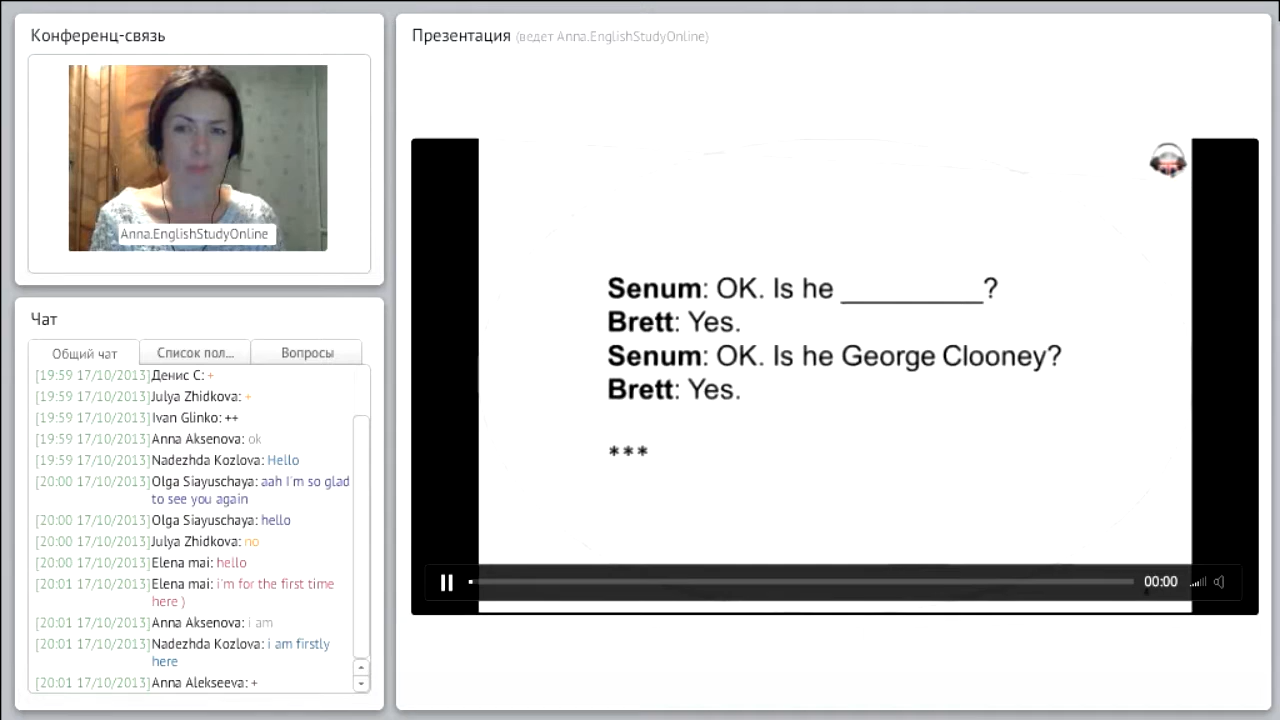 Конференц-связь
Anna.EnglishStudyOnline
Чат
Общий чат
Список пол...
Вопросы
[19:59 17/10/2013] Денис С: +
[19:59 17/10/2013] Julya Zhidkova: +
[19:59 17/10/2013] Ivan Glinko: ++
[19:59 17/10/2013] Anna Aksenova: ok
[19:59 17/10/2013] Nadezhda Kozlova: Hello
[20:00 17/10/2013] Olga Siayuschaya: aah I'm so glad
to see you again
[20:00 17/10/2013] Olga Siayuschaya: hello
[20:00 17/10/2013] Julya Zhidkova: no
[20:00 17/10/2013] Elena mai: hello
[20:01 17/10/2013] Elena mai: i'm for the first time
here )
[20:01 17/10/2013] Anna Aksenova: i am
[20:01 17/10/2013] Nadezhda Kozlova: i am firstly
here
[20:01 17/10/2013] Anna Alekseeva: +
Презентация (ведет Anna.EnglishStudyOnline)
Senum: OK. Is he _________?
Brett: Yes.
Senum: OK. Is he George Clooney?
Brett: Yes.
***
00:00